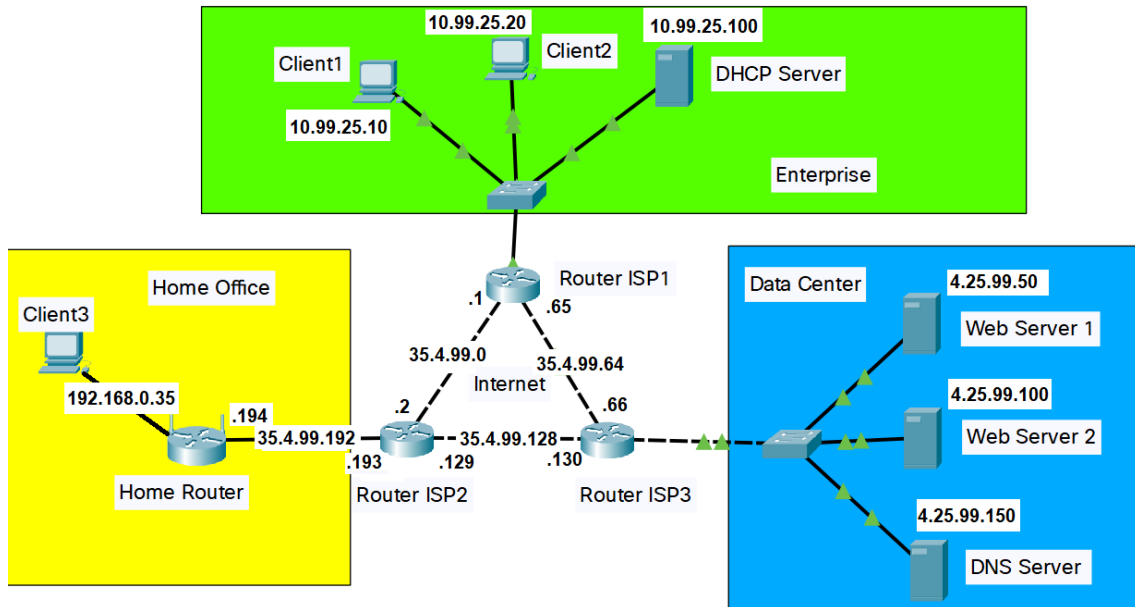 10.99.25.20
Client2
10.99.25.100
DHCP Server
Client1
10.99.25.10
Enterprise
Home Office
Client3
192.168.0.35
.194
35.4.99.192
Home Router
.193
Router ISP1
.1
.65
35.4.99.0
35.4.99.64
Internet
.2
.66
35.4.99.128
.129
.130
Router ISP2
Router ISP3
Data Center
4.25.99.50
Web Server 1
4.25.99.100
Web Server 2
4.25.99.150
DNS Server